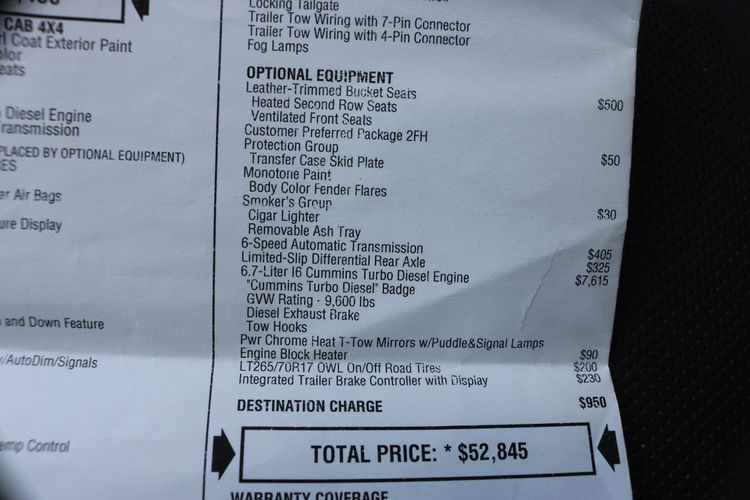 CAB 4X4
Coat Exterior Paint
Diesel Engine
PLACED BY OPTIONAL EQUIPMENT)
Air Bags
Display
and Down Feature
/AutoDim/Signals
Control
Locking Tailgate
Trailer Tow Wiring with 7-Pin Connector
Trailer Tow Wiring with 4-Pin Connector
Fog Lamps
OPTIONAL EQUIPMENT
Leather-Trimmed Bucket Seats $500
Heated Second Row Seats
Ventilated Front Seats
Customer Preferred Package 2FH
Protection Group $50
Transfer Case Skid Plate
Monotone Paint
Body Color Fender Flares
Smoker's Group $30
Cigar Lighter
Removable Ash Tray
6-Speed Automatic Transmission $405
Limited-Slip Differential Rear Axle $325
6.7-Liter I6 Cummins Turbo Diesel Engine $7,615
"Cummins Turbo Diesel" Badge
GVW Rating - 9,600 lbs
Diesel Exhaust Brake
Tow Hooks
Pwr Chrome Heat T-Tow Mirrors w/Puddle&Signal Lamps
Engine Block Heater $90
LT265/70R17 OWL On/Off Road Tires $200
Integrated Trailer Brake Controller with Display $230
DESTINATION CHARGE $950
TOTAL PRICE: * $52,845
WARRANTY COVERAGE